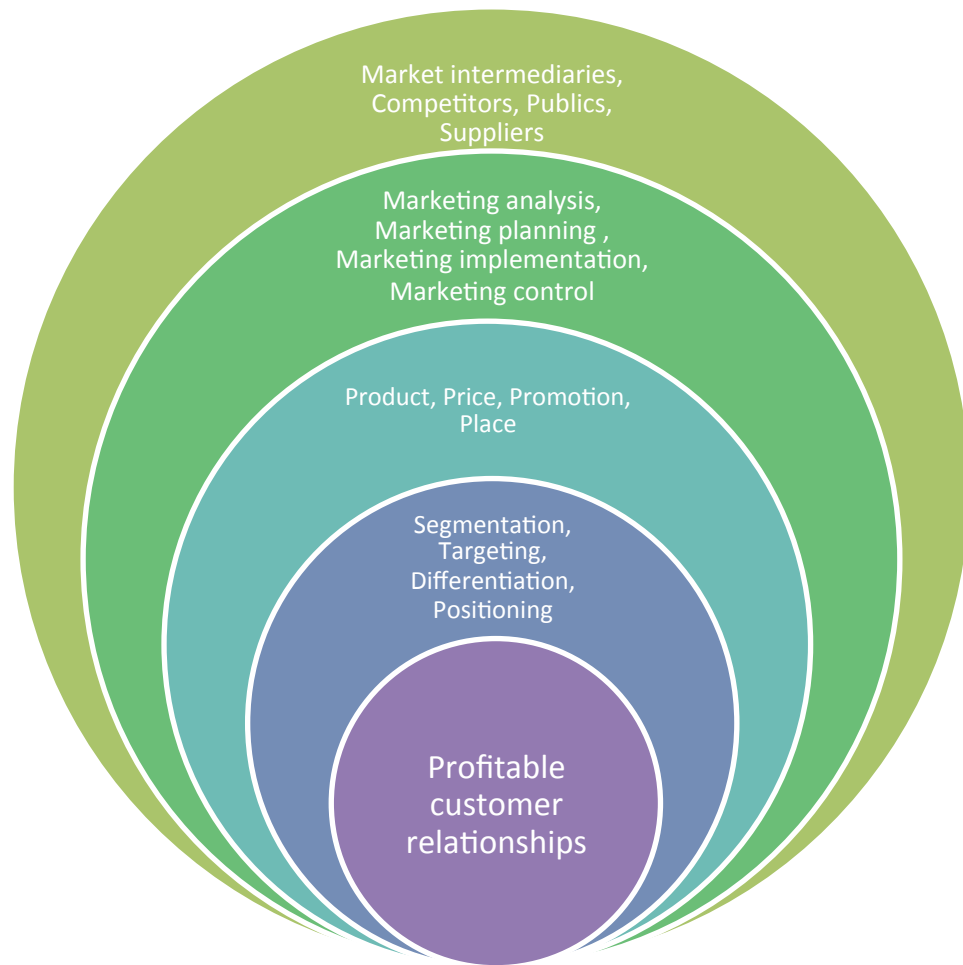 Market intermediaries,
Competitors, Publics,
Suppliers
Marketing analysis,
Marketing planning ,
Marketing implementation,
Marketing control
Product, Price, Promotion,
Place
Segmentation,
Targeting,
Differentiation,
Positioning
Profitable
customer
relationships